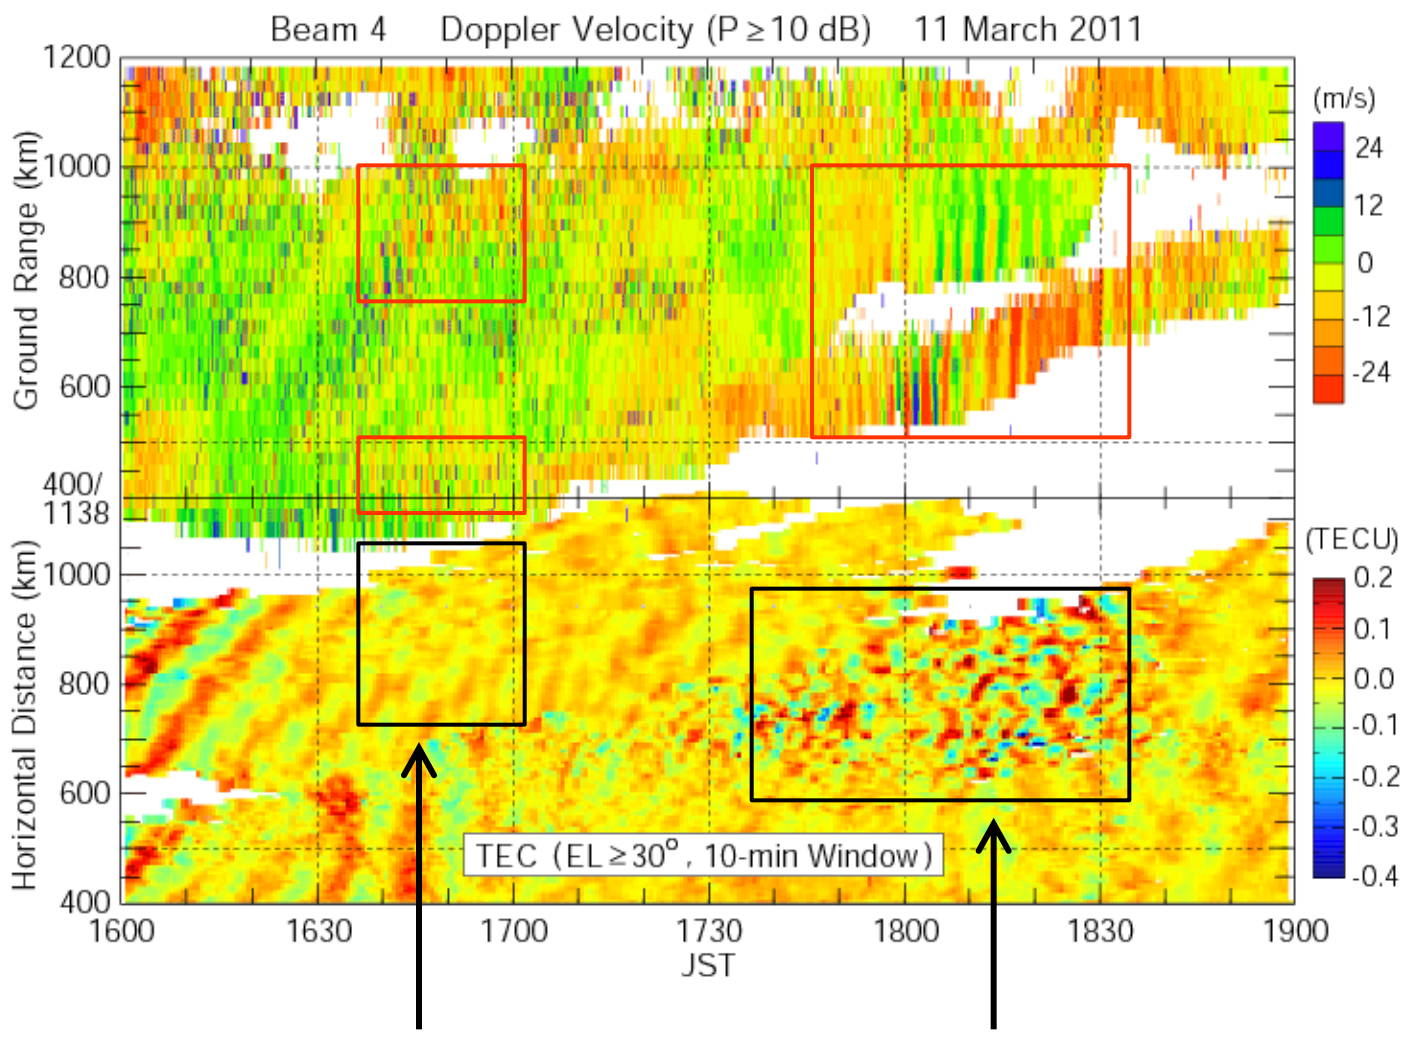 Beam 4 Doppler Velocity (P ≥ 10 dB) 11 March 2011
1200
1000
800
600
400/
1138
1000
800
600
400
Ground Range (km)
Horizontal Distance (km)
(m/s)
24
12
0
-12
-24
(TECU)
0.2
0.1
0.0
-0.1
-0.2
-0.3
-0.4
TEC (EL ≥ 30°, 10-min Window)
1600 1630 1700 1730 1800 1830 1900
JST